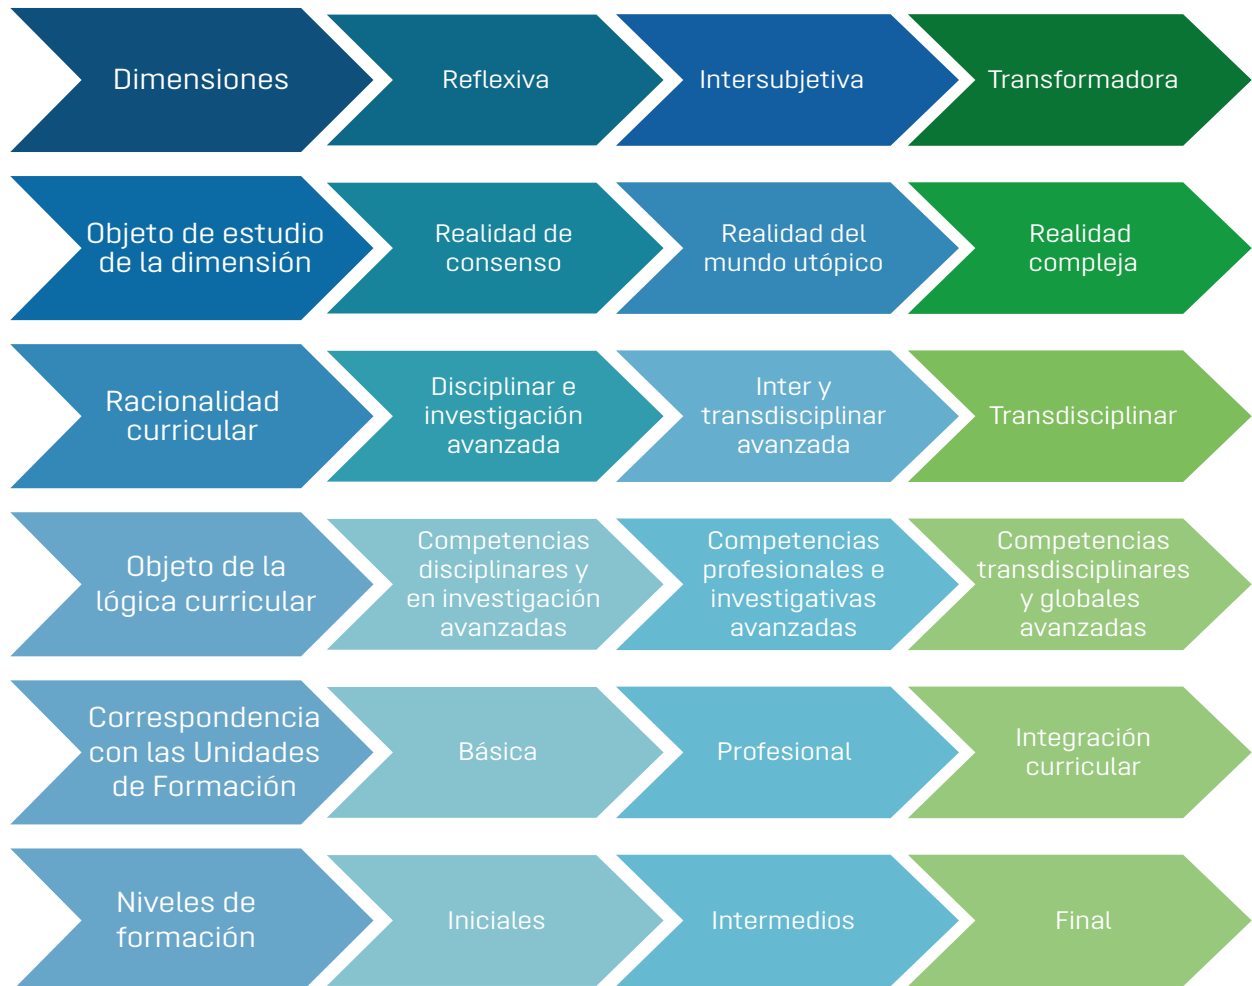 Dimensiones
Reflexiva
Intersubjetiva
Transformadora
Objeto de estudio
de la dimensión
Realidad de
consenso
Realidad del
mundo utópico
Realidad
compleja
Racionalidad
curricular
Disciplinar e
investigación
avanzada
Inter y
transdisciplinar
avanzada
Transdisciplinar
Objeto de la
lógica curricular
Competencias
disciplinares y
en investigación
avanzadas
Competencias
profesionales e
investigativas
avanzadas
Competencias
transdisciplinares
y globales
avanzadas
Correspondencia
con las Unidades
de Formación
Básica
Profesional
Integración
curricular
Niveles de
formación
Iniciales
Intermedios
Final